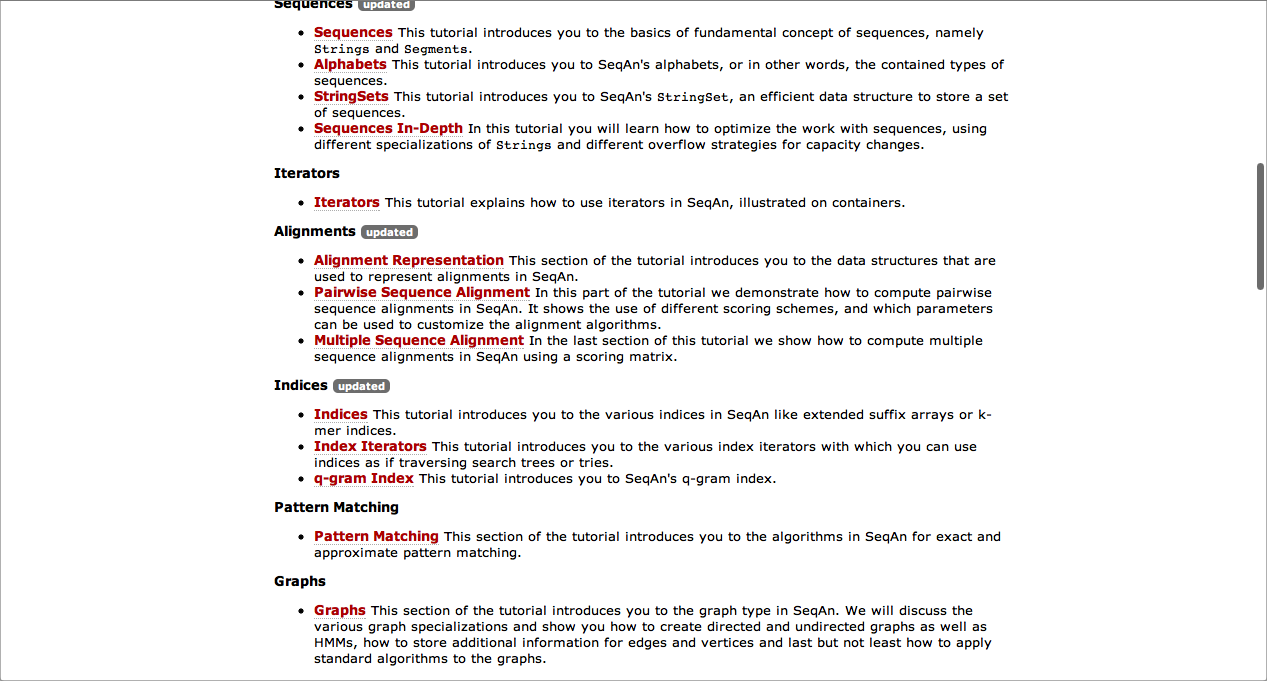 Sequences updated
Sequences This tutorial introduces you to the basics of fundamental concept of sequences, namely
Strings and Segments.
Alphabets This tutorial introduces you to SeqAn's alphabets, or in other words, the contained types of
sequences.
StringSets This tutorial introduces you to SeqAn's StringSet, an efficient data structure to store a set
of sequences.
Sequences In-Depth In this tutorial you will learn how to optimize the work with sequences, using
different specializations of Strings and different overflow strategies for capacity changes.
Iterators
Iterators This tutorial explains how to use iterators in SeqAn, illustrated on containers.
Alignments updated
Alignment Representation This section of the tutorial introduces you to the data structures that are
used to represent alignments in SeqAn.
Pairwise Sequence Alignment In this part of the tutorial we demonstrate how to compute pairwise
sequence alignments in SeqAn. It shows the use of different scoring schemes, and which parameters
can be used to customize the alignment algorithms.
Multiple Sequence Alignment In the last section of this tutorial we show how to compute multiple
sequence alignments in SeqAn using a scoring matrix.
Indices updated
Indices This tutorial introduces you to the various indices in SeqAn like extended suffix arrays or k-
mer indices.
Index Iterators This tutorial introduces you to the various index iterators with which you can use
indices as if traversing search trees or tries.
q-gram Index This tutorial introduces you to SeqAn's q-gram index.
Pattern Matching
Pattern Matching This section of the tutorial introduces you to the algorithms in SeqAn for exact and
approximate pattern matching.
Graphs
Graphs This section of the tutorial introduces you to the graph type in SeqAn. We will discuss the
various graph specializations and show you how to create directed and undirected graphs as well as
HMMs, how to store additional information for edges and vertices and last but not least how to apply
standard algorithms to the graphs.